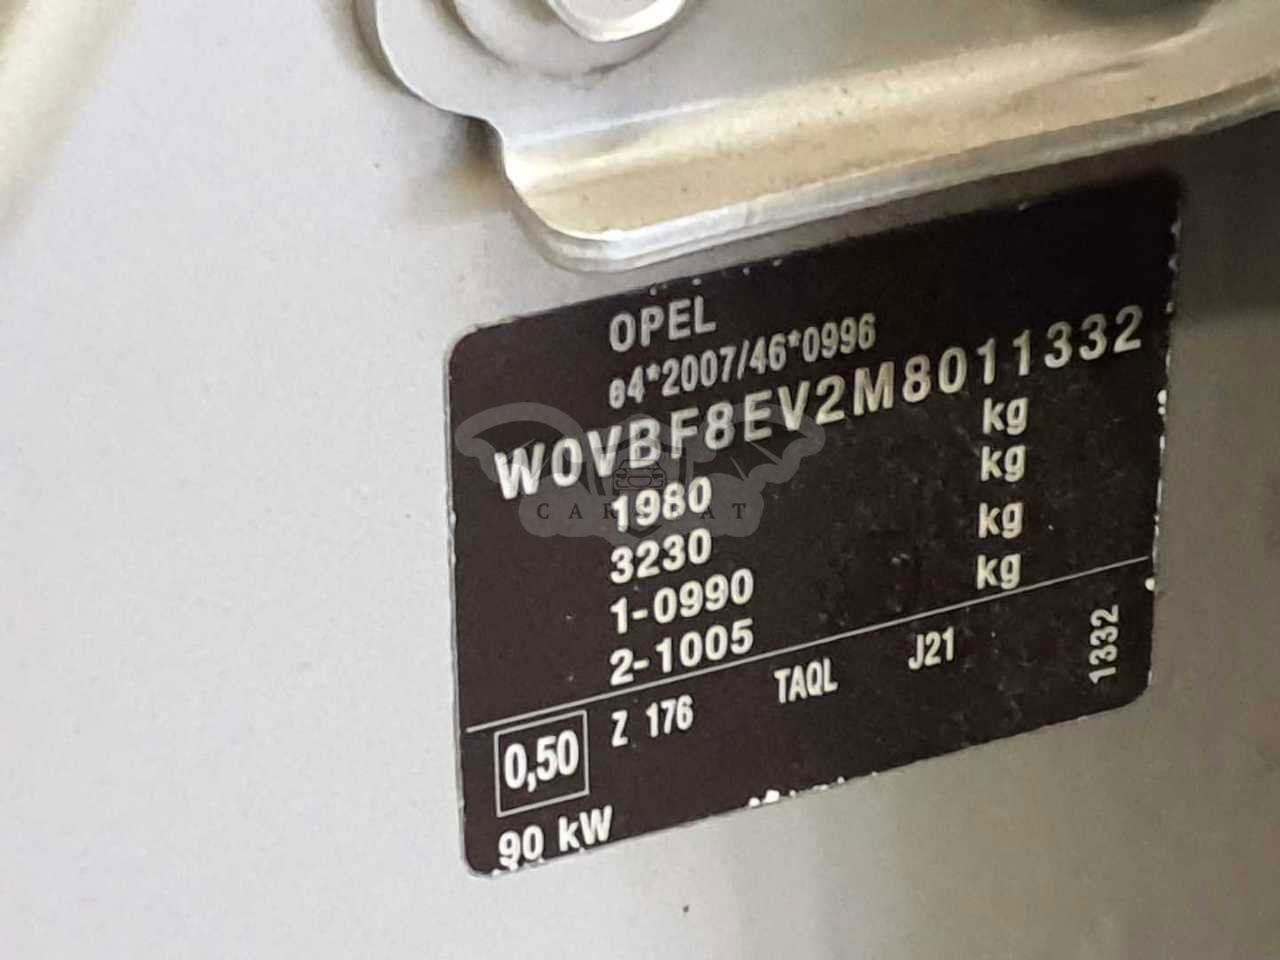 OPEL
e4*2007/46*0996
W0VBF8EV2M8011332
1980 kg
3230 kg
1-0990 kg
2-1005 kg
0,50 Z 176 TAQL J21 1332
90 kW
CARCAT